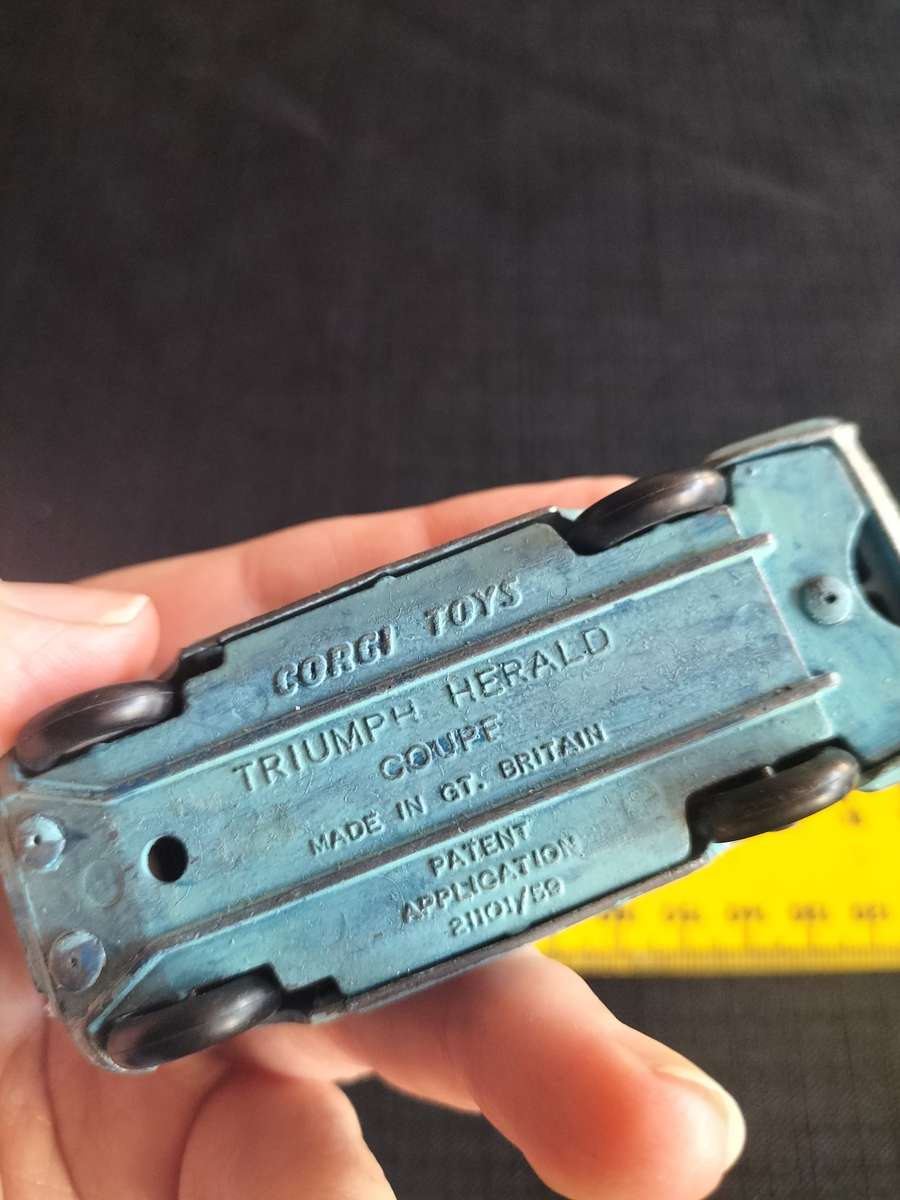 CORGI TOYS
TRIUMPH HERALD
COUPE
MADE IN GT. BRITAIN
PATENT
APPLICATION
21101/59